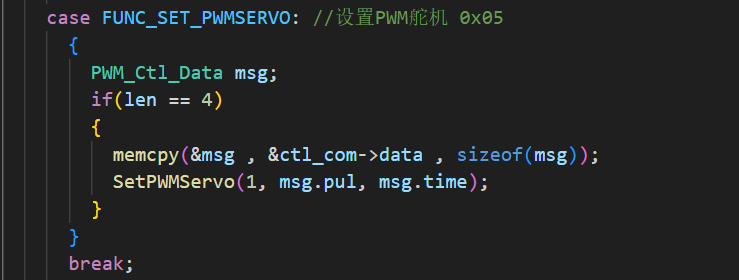 case FUNC_SET_PWMSERVO: //设置PWM舵机 0x05
{
PWM_Ctl_Data msg;
if(len == 4)
{
memcpy(&msg , &ctl_com->data , sizeof(msg));
SetPWMServo(1, msg.pul, msg.time);
}
}
break;